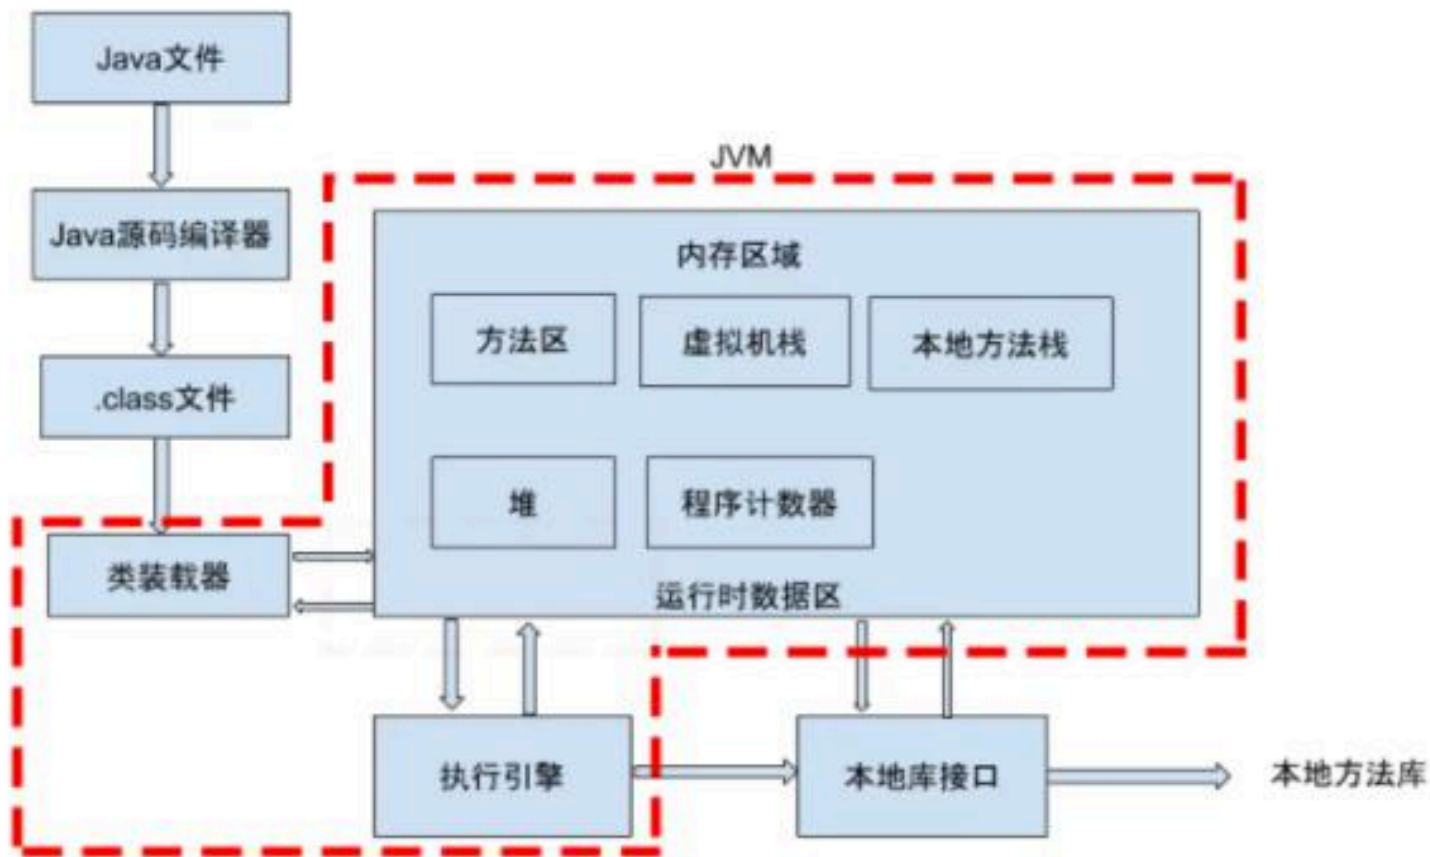 Java文件
JVM
Java源码编译器
内存区域
方法区
虚拟机栈
本地方法栈
.class文件
堆
程序计数器
类装载器
运行时数据区
执行引擎
本地库接口
本地方法库